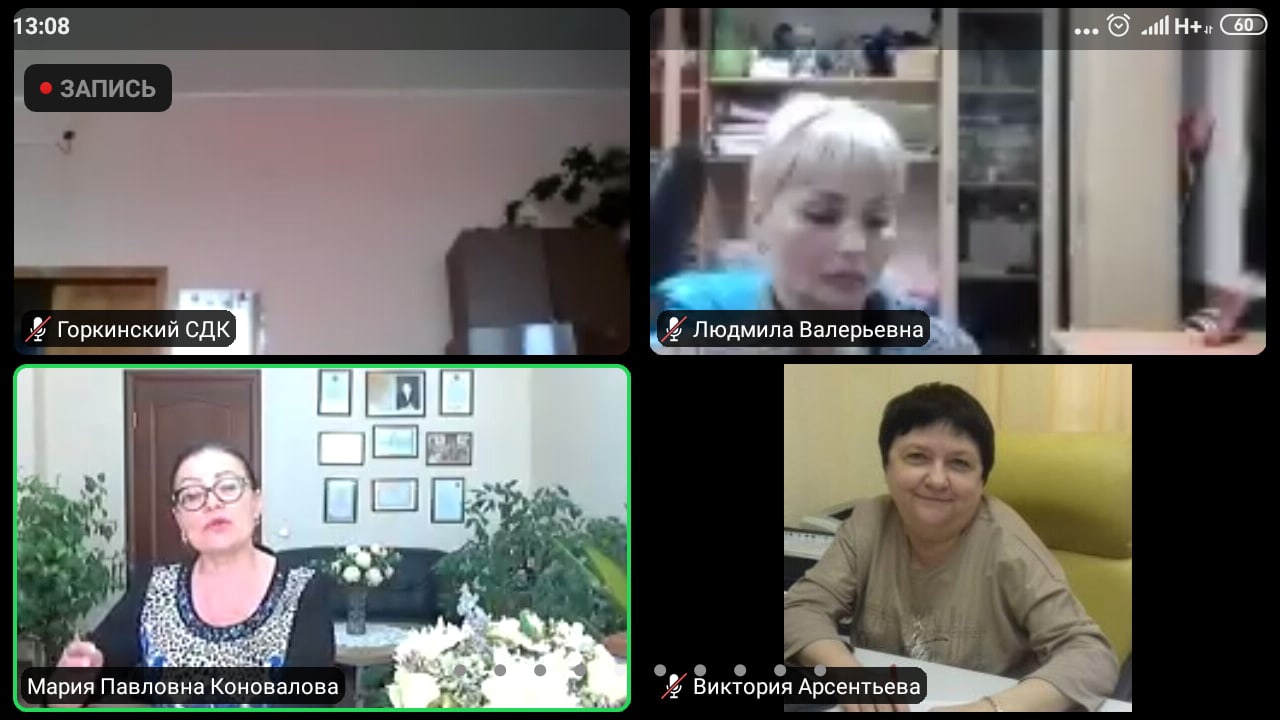 13:08
H+
60
ЗАПИСЬ
Горкинский СДК
Людмила Валерьевна
Мария Павловна Коновалова
Виктория Арсентьева